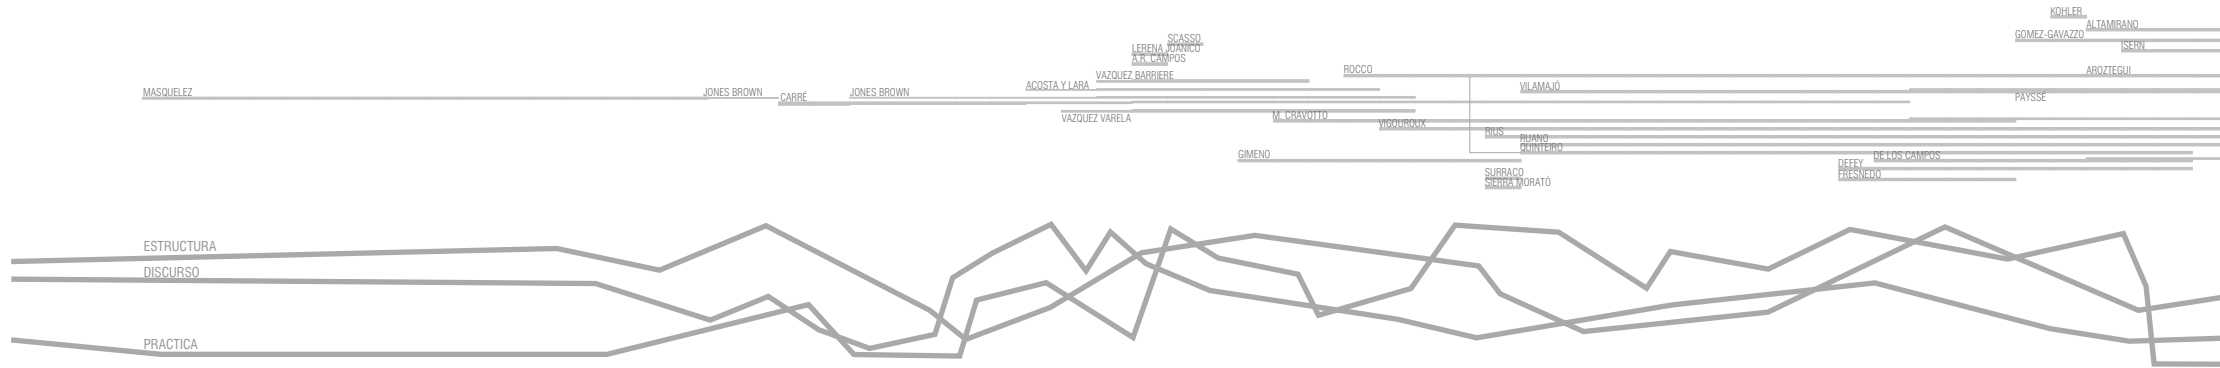 KOHLER
ALTAMIRANO
GOMEZ-GAVAZZO
SCASSO
LERENA JOANICO
ISERN
A.R. CAMPOS
ROCCO
AROZTEGUI
VAZQUEZ BARRIERE
ACOSTA Y LARA
VILAMAJÓ
MASQUELEZ
JONES BROWN
CARRÉ
JONES BROWN
PAYSSÉ
VAZQUEZ VARELA
M. CRAVOTTO
VIGOUROUX
RIUS
RUANO
QUINTEIRO
GIMENO
DE LOS CAMPOS
DEFEY
FRESNEDO
SURRACO
SIERRA MORATÓ
ESTRUCTURA
DISCURSO
PRACTICA